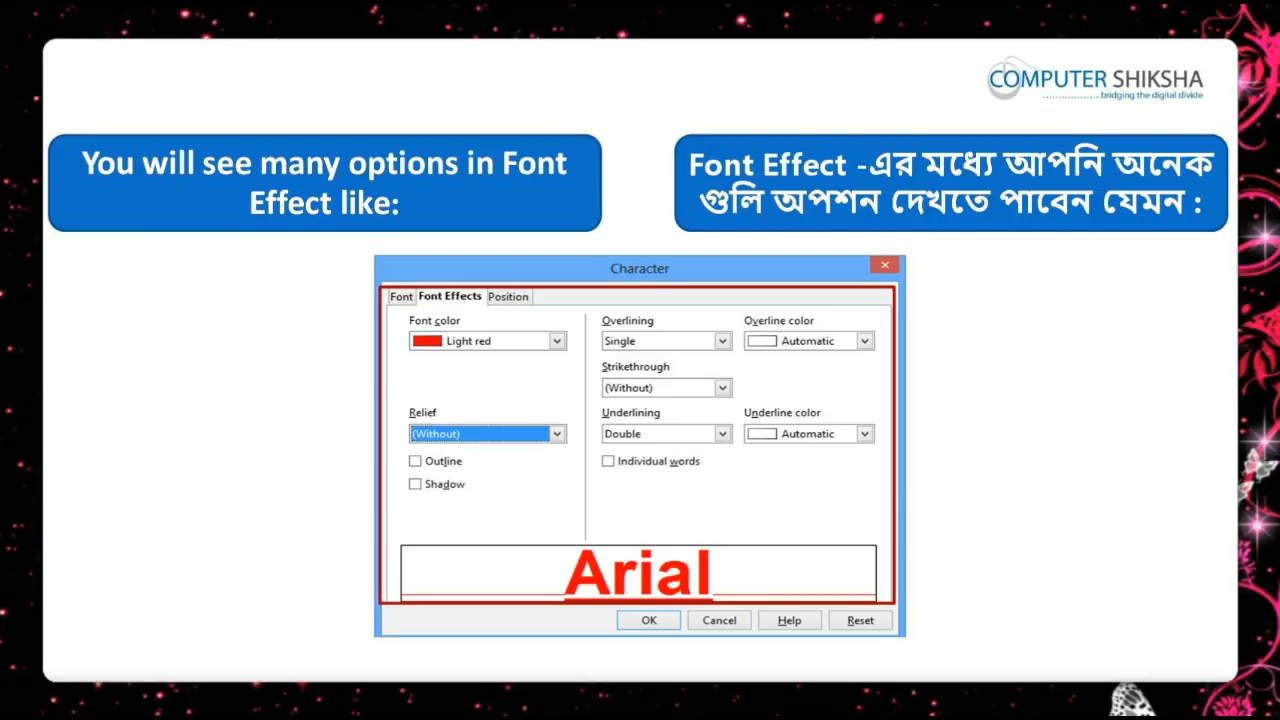 COMPUTER SHIKSHA
bridging the digital divide
You will see many options in Font
Effect like:
Font Effect -এর মধ্যে আপনি অনেক
গুলি অপশন দেখতে পাবেন যেমন :
Character
Font Font Effects Position
Font color
Light red
Overlining
Single
Overline color
Automatic
Strikethrough
(Without)
Relief
(Without)
Underlining
Double
Underline color
Automatic
Outline
Individual words
Shadow
Arial
OK Cancel Help Reset